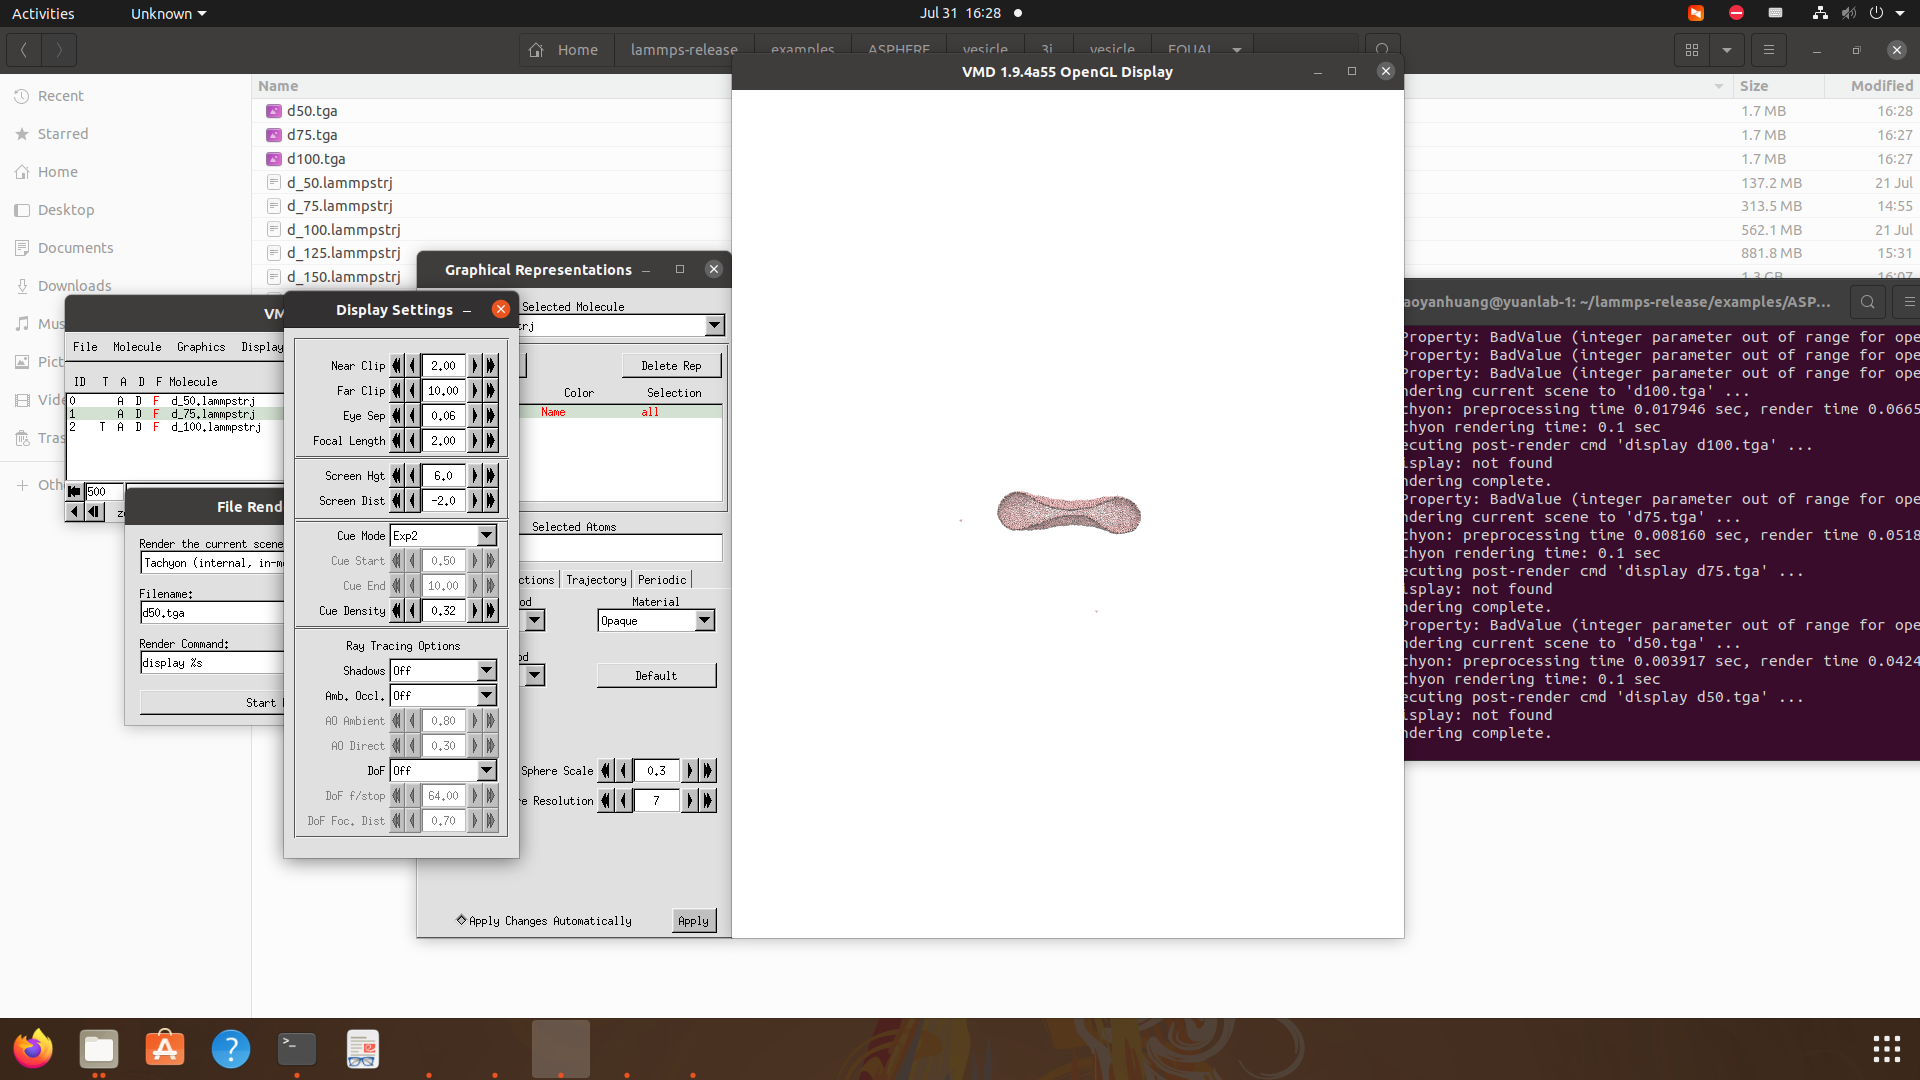 Activities
Unknown
Jul 31 16:28
Home
lammps-release
examples
ASPHERE
vesicle
3j
vesicle
EQUAL
Recent
Starred
Home
Desktop
Documents
Downloads
Name
Size
Modified
d50.tga
1.7 MB
16:28
d75.tga
1.7 MB
16:27
d100.tga
1.7 MB
16:27
d_50.lammpstrj
137.2 MB
21 Jul
d_75.lammpstrj
313.5 MB
14:55
d_100.lammpstrj
562.1 MB
21 Jul
d_125.lammpstrj
881.8 MB
15:31
d_150.lammpstrj
1.3 GB
16:07
File
Molecule
Graphics
Display
ID T A D F Molecule
0 A D F d_50.lammpstrj
1 A D F d_75.lammpstrj
2 T A D F d_100.lammpstrj
500
File Rend
Render the current scene
Tachyon (internal, in-m
Filename:
d50.tga
Render Command:
display %s
Start
Display Settings
Near Clip 2.00
Far Clip 10.00
Eye Sep 0.06
Focal Length 2.00
Screen Hgt 6.0
Screen Dist -2.0
Cue Mode Exp2
Cue Start 0.50
Cue End 10.00
Cue Density 0.32
Ray Tracing Options
Shadows Off
Amb. Occl. Off
AO Ambient 0.80
AO Direct 0.30
DoF Off
DoF f/stop 64.00
DoF Foc. Dist 0.70
Graphical Representations
Selected Molecule
trj
Delete Rep
Color
Selection
Name
all
Selected Atoms
ctions
Trajectory
Periodic
od
Material
Opaque
od
Default
Sphere Scale 0.3
re Resolution 7
Apply Changes Automatically
Apply
VMD 1.9.4a55 OpenGL Display
aoyanhuang@yuanlab-1: ~/lammps-release/examples/ASP...
Property: BadValue (integer parameter out of range for ope
Property: BadValue (integer parameter out of range for ope
Property: BadValue (integer parameter out of range for ope
ndering current scene to 'd100.tga' ...
chyon: preprocessing time 0.017946 sec, render time 0.0665
chyon rendering time: 0.1 sec
ecuting post-render cmd 'display d100.tga' ...
isplay: not found
ndering complete.
Property: BadValue (integer parameter out of range for ope
ndering current scene to 'd75.tga' ...
chyon: preprocessing time 0.008160 sec, render time 0.0518
chyon rendering time: 0.1 sec
ecuting post-render cmd 'display d75.tga' ...
isplay: not found
ndering complete.
Property: BadValue (integer parameter out of range for ope
ndering current scene to 'd50.tga' ...
chyon: preprocessing time 0.003917 sec, render time 0.0424
chyon rendering time: 0.1 sec
ecuting post-render cmd 'display d50.tga' ...
isplay: not found
ndering complete.